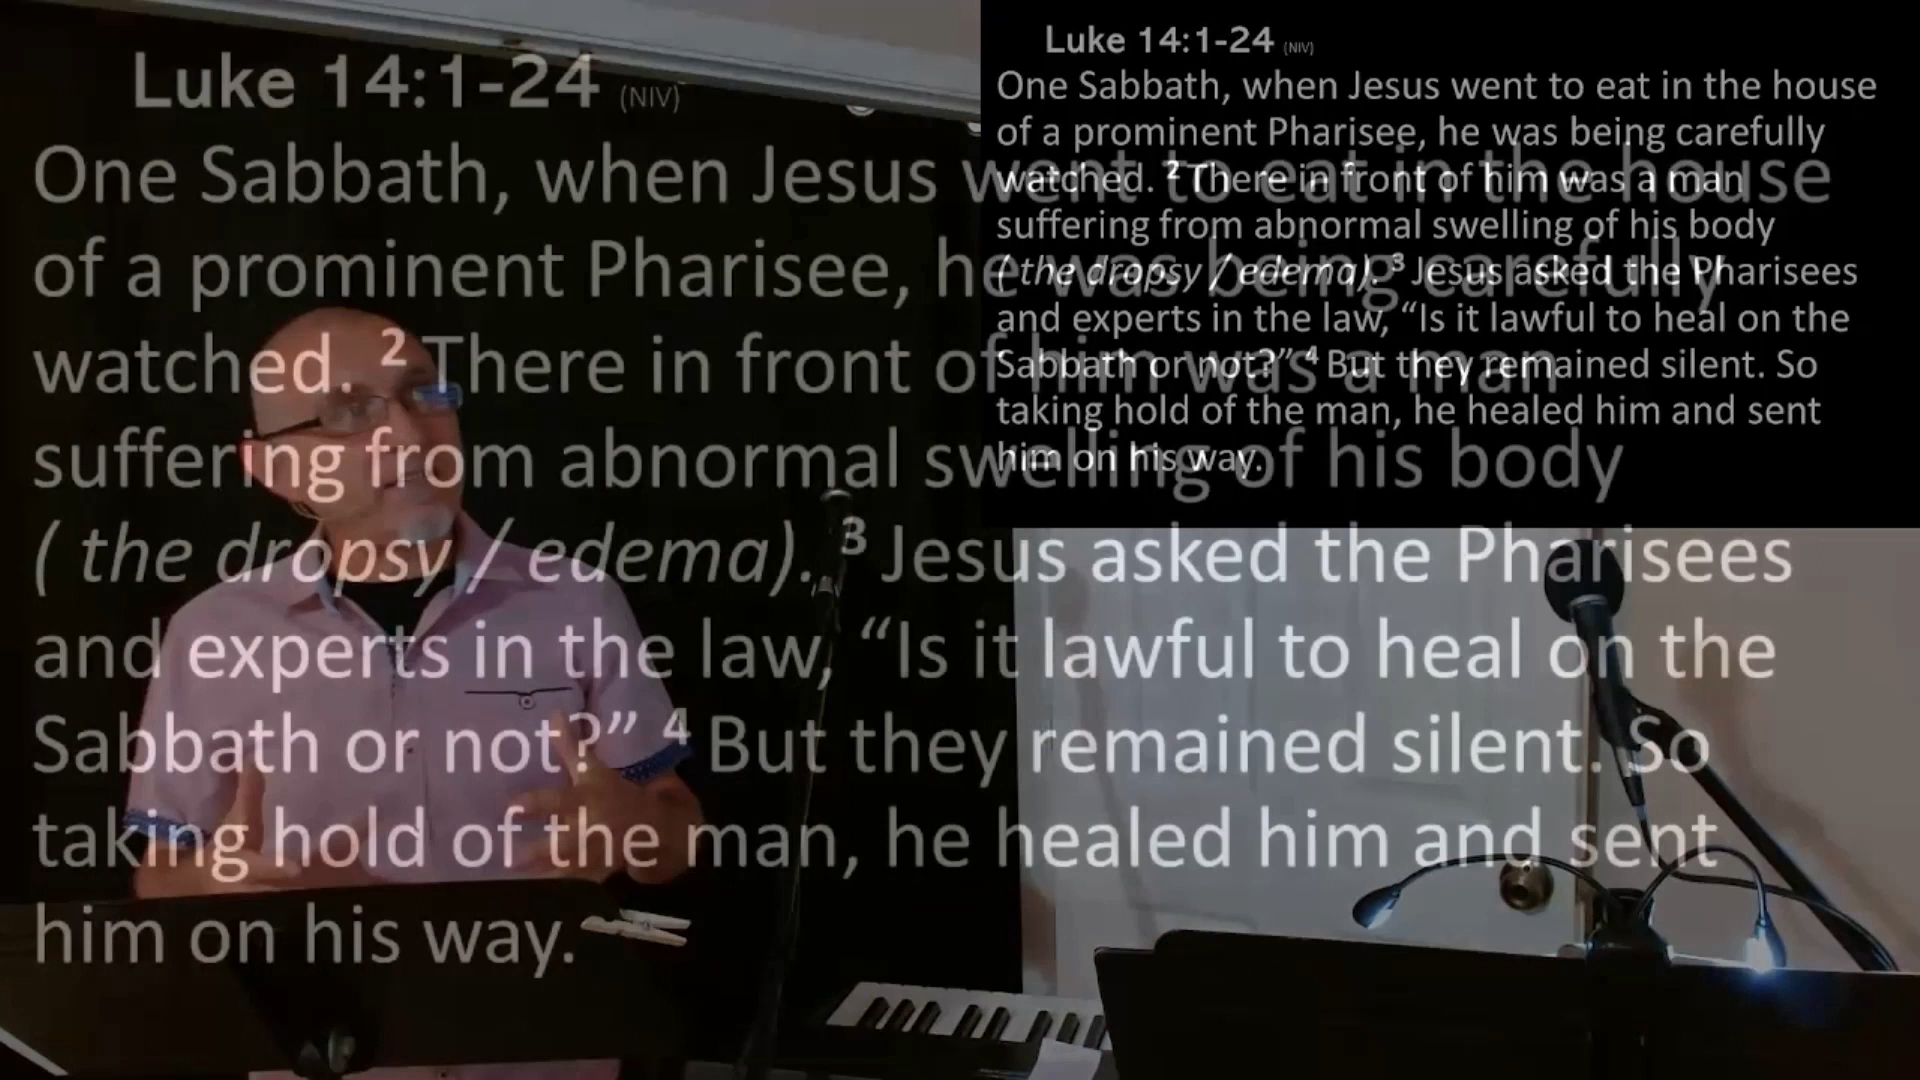 Luke 14:1-24 (NIV)
One Sabbath, when Jesus went to eat in the house
of a prominent Pharisee, he was being carefully
watched. ² There in front of him was a man
suffering from abnormal swelling of his body
( the dropsy / edema). ³ Jesus asked the Pharisees
and experts in the law, “Is it lawful to heal on the
Sabbath or not?” ⁴ But they remained silent. So
taking hold of the man, he healed him and sent
him on his way.
Luke 14:1-24 (NIV)
One Sabbath, when Jesus went to eat in the house
of a prominent Pharisee, he was being carefully
watched. ² There in front of him was a man
suffering from abnormal swelling of his body
( the dropsy / edema). ³ Jesus asked the Pharisees
and experts in the law, “Is it lawful to heal on the
Sabbath or not?” ⁴ But they remained silent. So
taking hold of the man, he healed him and sent
him on his way.